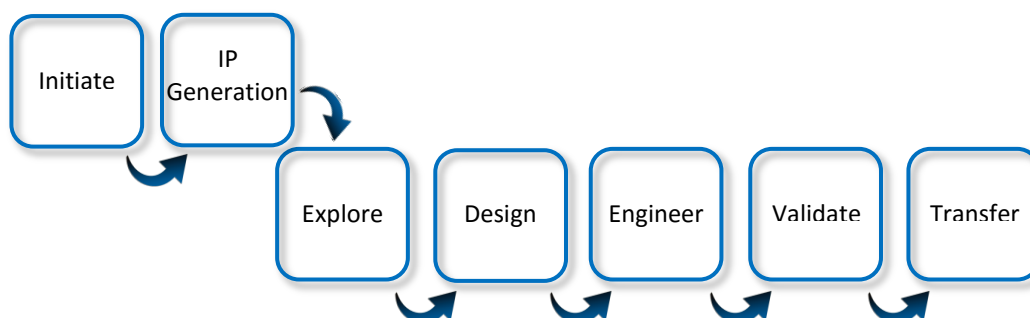 Initiate
IP
Generation
Explore
Design
Engineer
Validate
Transfer